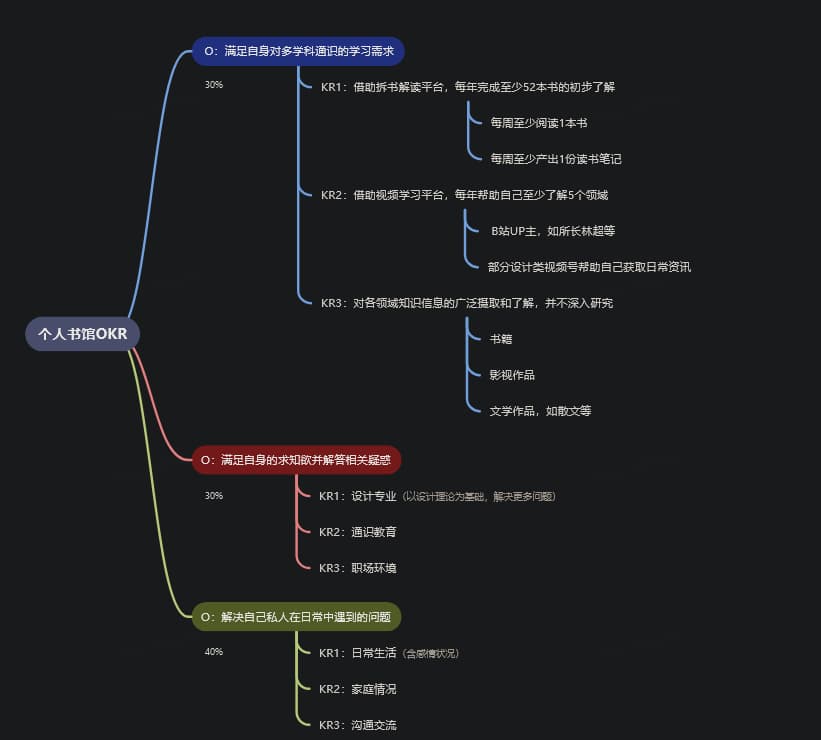 个人书馆OKR
O：满足自身对多学科通识的学习需求
30%
KR1：借助拆书解读平台，每年完成至少52本书的初步了解
每周至少阅读1本书
每周至少产出1份读书笔记
KR2：借助视频学习平台，每年帮助自己至少了解5个领域
B站UP主，如所长林超等
部分设计类视频号帮助自己获取日常资讯
KR3：对各领域知识信息的广泛摄取和了解，并不深入研究
书籍
影视作品
文学作品，如散文等
O：满足自身的求知欲并解答相关疑惑
30%
KR1：设计专业（以设计理论为基础，解决更多问题）
KR2：通识教育
KR3：职场环境
O：解决自己私人在日常中遇到的问题
40%
KR1：日常生活（含感情状况）
KR2：家庭情况
KR3：沟通交流